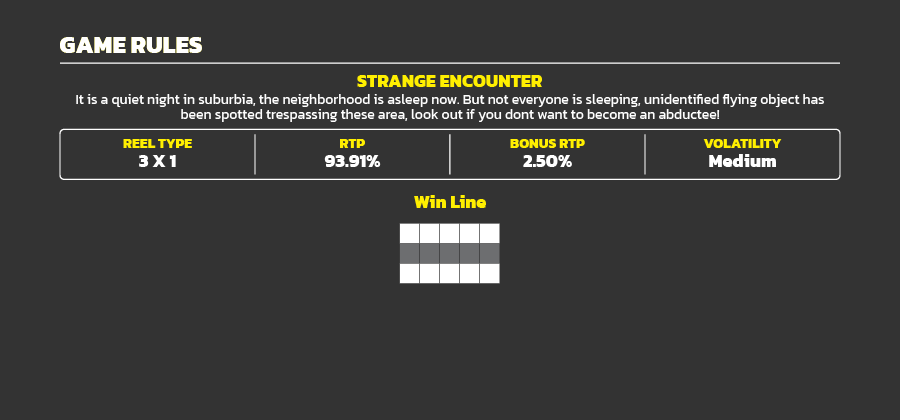 GAME RULES
STRANGE ENCOUNTER
It is a quiet night in suburbia, the neighborhood is asleep now. But not everyone is sleeping, unidentified flying object has
been spotted trespassing these area, look out if you dont want to become an abductee!
REEL TYPE
3 X 1
RTP
93.91%
BONUS RTP
2.50%
VOLATILITY
Medium
Win Line